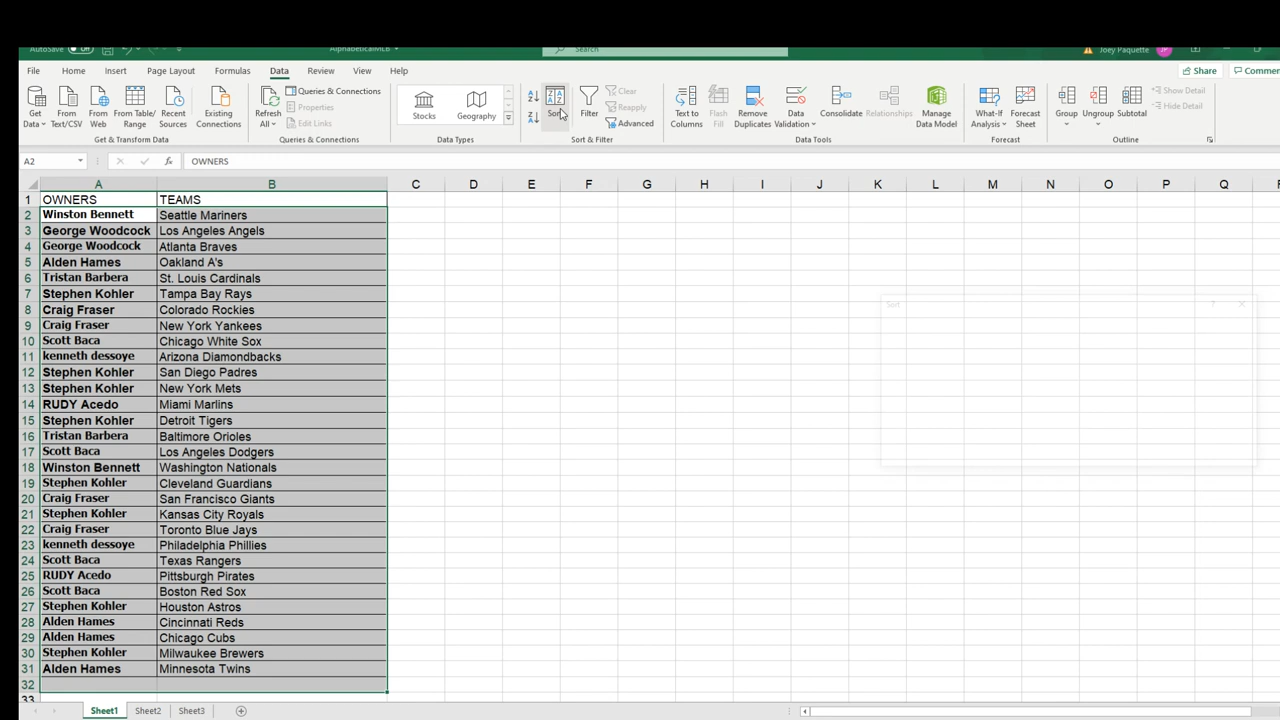 AutoSave Off AlphabeticalMLB Search Joey Paquette JP
File Home Insert Page Layout Formulas Data Review View Help Share Comments
Get Data From Text/CSV From Web From Table/Range Recent Sources Existing Connections
Get & Transform Data
Refresh All Queries & Connections Properties Edit Links
Queries & Connections
Stocks Geography
Data Types
Sort Filter Clear Reapply Advanced
Sort & Filter
Text to Columns Flash Fill Remove Duplicates Data Validation Consolidate Relationships Manage Data Model
Data Tools
What-If Analysis Forecast Sheet
Forecast
Group Ungroup Subtotal Show Detail Hide Detail
Outline
A2 fx OWNERS
A B C D E F G H I J K L M N O P Q F
1 OWNERS TEAMS
2 Winston Bennett Seattle Mariners
3 George Woodcock Los Angeles Angels
4 George Woodcock Atlanta Braves
5 Alden Hames Oakland A's
6 Tristan Barbera St. Louis Cardinals
7 Stephen Kohler Tampa Bay Rays
8 Craig Fraser Colorado Rockies
9 Craig Fraser New York Yankees
10 Scott Baca Chicago White Sox
11 kenneth dessoye Arizona Diamondbacks
12 Stephen Kohler San Diego Padres
13 Stephen Kohler New York Mets
14 RUDY Acedo Miami Marlins
15 Stephen Kohler Detroit Tigers
16 Tristan Barbera Baltimore Orioles
17 Scott Baca Los Angeles Dodgers
18 Winston Bennett Washington Nationals
19 Stephen Kohler Cleveland Guardians
20 Craig Fraser San Francisco Giants
21 Stephen Kohler Kansas City Royals
22 Craig Fraser Toronto Blue Jays
23 kenneth dessoye Philadelphia Phillies
24 Scott Baca Texas Rangers
25 RUDY Acedo Pittsburgh Pirates
26 Scott Baca Boston Red Sox
27 Stephen Kohler Houston Astros
28 Alden Hames Cincinnati Reds
29 Alden Hames Chicago Cubs
30 Stephen Kohler Milwaukee Brewers
31 Alden Hames Minnesota Twins
32
33
Sort ?
Sheet1 Sheet2 Sheet3